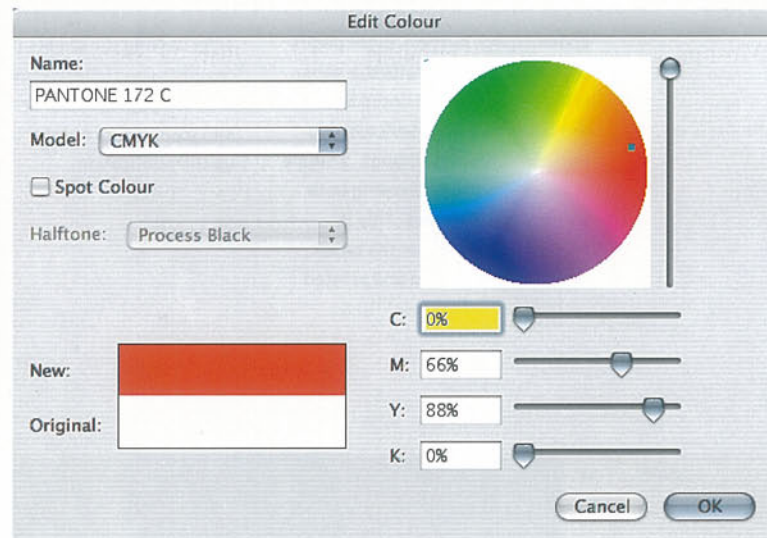 Edit Colour
Name:
PANTONE 172 C
Model: CMYK
Spot Colour
Halftone: Process Black
New:
Original:
C: 0%
M: 66%
Y: 88%
K: 0%
Cancel OK